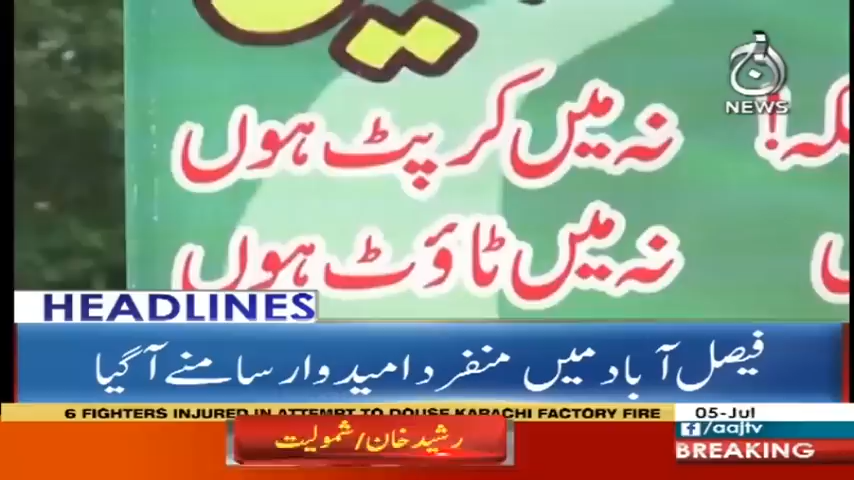 آج
NEWS
نہ میں کرپٹ ہوں
نہ میں ٹاؤٹ ہوں
HEADLINES
فیصل آباد میں منفرد امیدوار سامنے آگیا
6 FIGHTERS INJURED IN ATTEMPT TO DOUSE KARACHI FACTORY FIRE
05-Jul
/aajtv
رشید خان/شمولیت
BREAKING